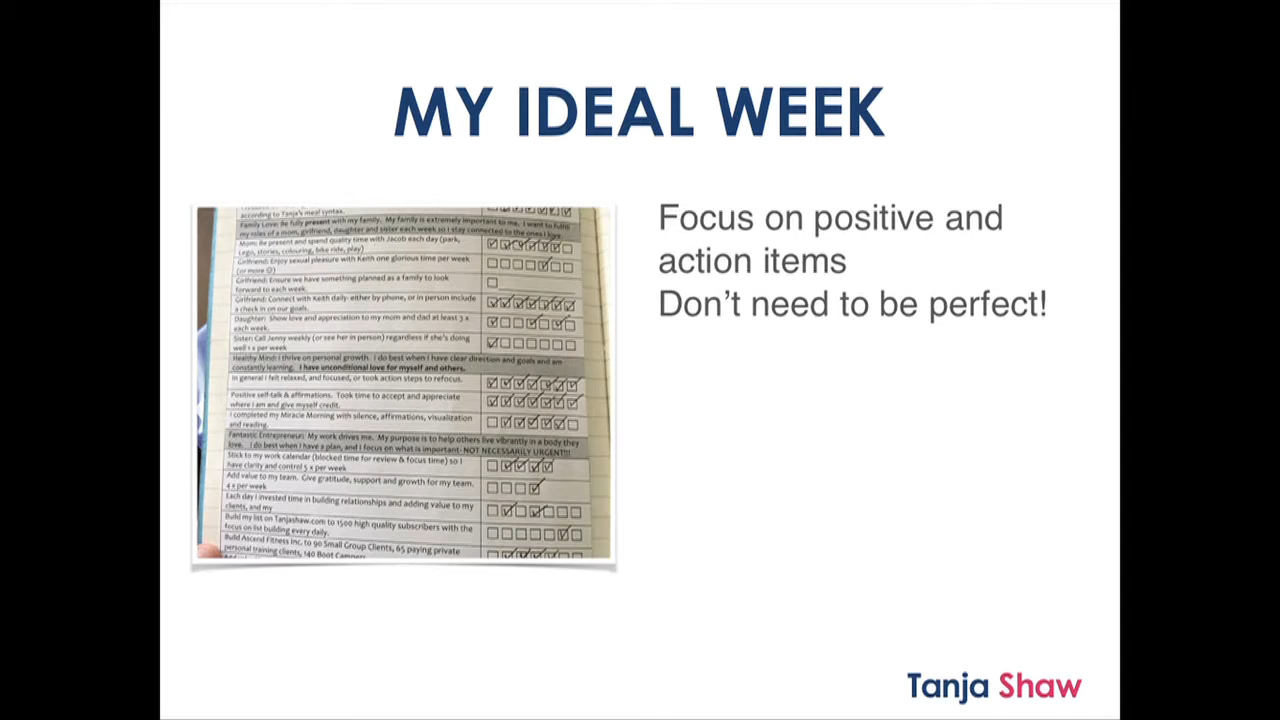 MY IDEAL WEEK
according to Tanja's meal syntax.
Family Love: Be fully present with my family. My family is extremely important to me. I want to fulfil
my roles of a mom, girlfriend, daughter and sister each week so I stay connected to the ones I love.
Mom: Be present and spend quality time with Jacob each day (park,
Lego, stories, colouring, bike ride, play)
Girlfriend: Enjoy sexual pleasure with Keith one glorious time per week
(or more ☺)
Girlfriend: Ensure we have something planned as a family to look
forward to each week.
Girlfriend: Connect with Keith daily- either by phone, or in person include
a check in on our goals.
Daughter: Show love and appreciation to my mom and dad at least 3 x
each week.
Sister: Call Jenny weekly (or see her in person) regardless if she's doing
well 1 x per week
Healthy Mind: I thrive on personal growth. I do best when I have clear direction and goals and am
constantly learning. I have unconditional love for myself and others.
In general I felt relaxed, and focused, or took action steps to refocus.
Positive self-talk & affirmations. Took time to accept and appreciate
where I am and give myself credit.
I completed my Miracle Morning with silence, affirmations, visualization
and reading.
Fantastic Entrepreneur: My work drives me. My purpose is to help others live vibrantly in a body they
love. I do best when I have a plan, and I focus on what is important- NOT NECESSARILY URGENT!!!
Stick to my work calendar (blocked time for review & focus time) so I
have clarity and control 5 x per week
Add value to my team. Give gratitude, support and growth for my team.
4 x per week
Each day I invested time in building relationships and adding value to my
clients, and my
Build my list on Tanjashaw.com to 1500 high quality subscribers with the
focus on list building every daily.
Build Ascend Fitness Inc. to 90 Small Group Clients, 65 paying private
personal training clients, 140 Boot Campers
Focus on positive and
action items
Don't need to be perfect!
Tanja Shaw